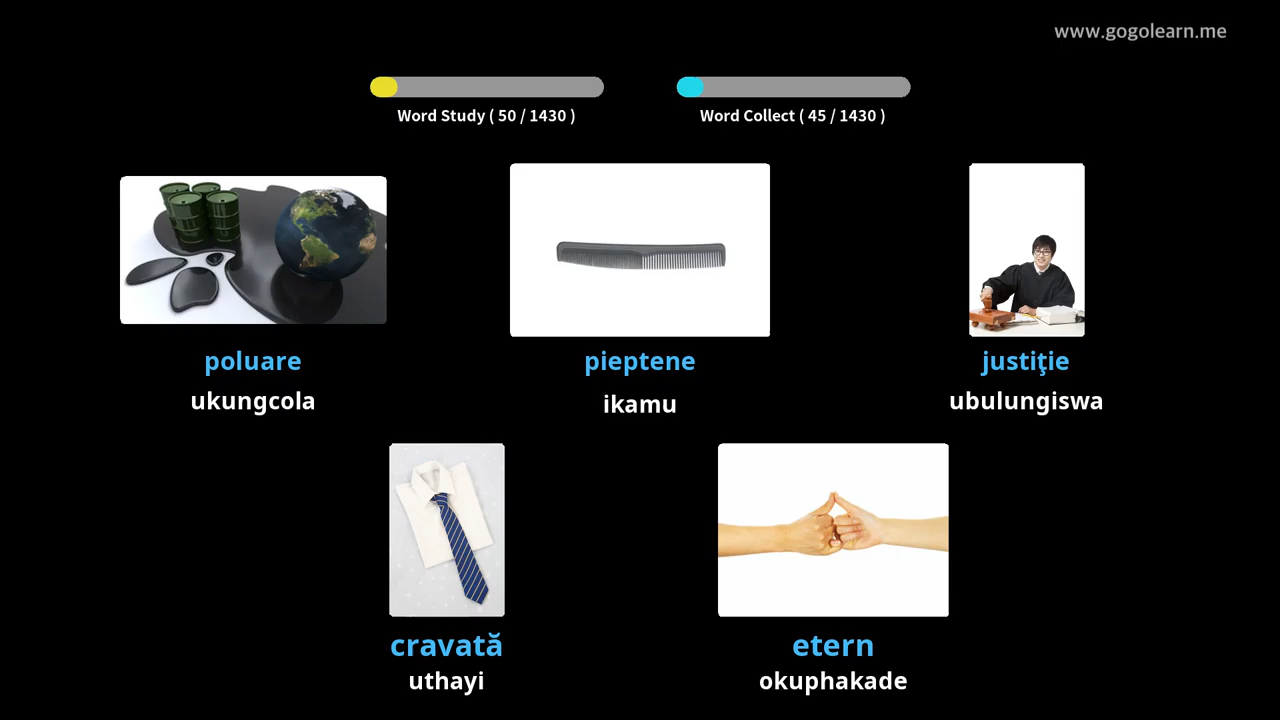 www.gogolearn.me
Word Study ( 50 / 1430 )
Word Collect ( 45 / 1430 )
poluare
pieptene
justiţie
ukungcola
ikamu
ubulungiswa
cravată
etern
uthayi
okuphakade